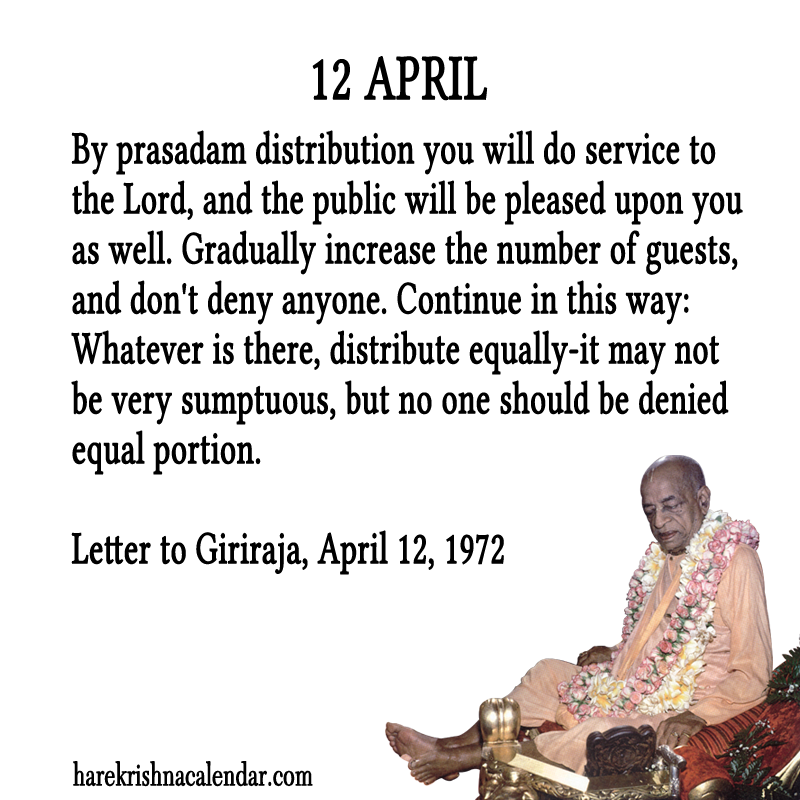 12 APRIL
By prasadam distribution you will do service to
the Lord, and the public will be pleased upon you
as well. Gradually increase the number of guests,
and don't deny anyone. Continue in this way:
Whatever is there, distribute equally-it may not
be very sumptuous, but no one should be denied
equal portion.
Letter to Giriraja, April 12, 1972
harekrishnacalendar.com